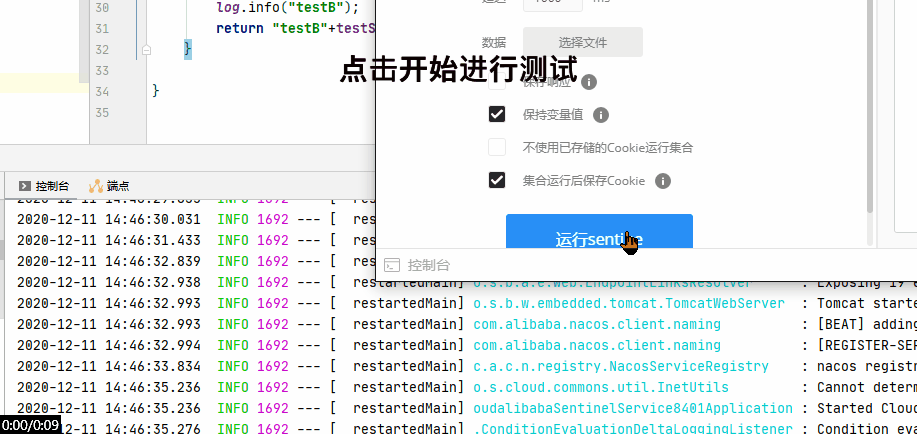 30 log.info("testB");
31 return "testB"+testS
32 }
33
34 }
35
ms
数据 选择文件
点击开始进行测试
保存响应
保持变量值
不使用已存储的Cookie运行集合
集合运行后保存Cookie
运行sentine
控制台
控制台 端点
2020-12-11 14:46:30.031 INFO 1692 --- [ resta
2020-12-11 14:46:31.433 INFO 1692 --- [ resta
2020-12-11 14:46:32.839 INFO 1692 --- [ resta
2020-12-11 14:46:32.938 INFO 1692 --- [ restartedMain] o.s.b.a.e.web.EndpointLinksResolver : Exposing 19 e
2020-12-11 14:46:32.993 INFO 1692 --- [ restartedMain] o.s.b.w.embedded.tomcat.TomcatWebServer : Tomcat starte
2020-12-11 14:46:32.993 INFO 1692 --- [ restartedMain] com.alibaba.nacos.client.naming : [BEAT] adding
2020-12-11 14:46:32.994 INFO 1692 --- [ restartedMain] com.alibaba.nacos.client.naming : [REGISTER-SER
2020-12-11 14:46:33.834 INFO 1692 --- [ restartedMain] c.a.c.n.registry.NacosServiceRegistry : nacos registr
2020-12-11 14:46:35.236 INFO 1692 --- [ restartedMain] o.s.cloud.commons.util.InetUtils : Cannot determ
2020-12-11 14:46:35.236 INFO 1692 --- [ restartedMain] oudalibabaSentinelService8401Application : Started Cloud
2020-12-11 14:46:35.276 INFO 1692 --- [ restartedMain] .ConditionEvaluationDeltaLoggingListener : Condition eva
0:00/0:09